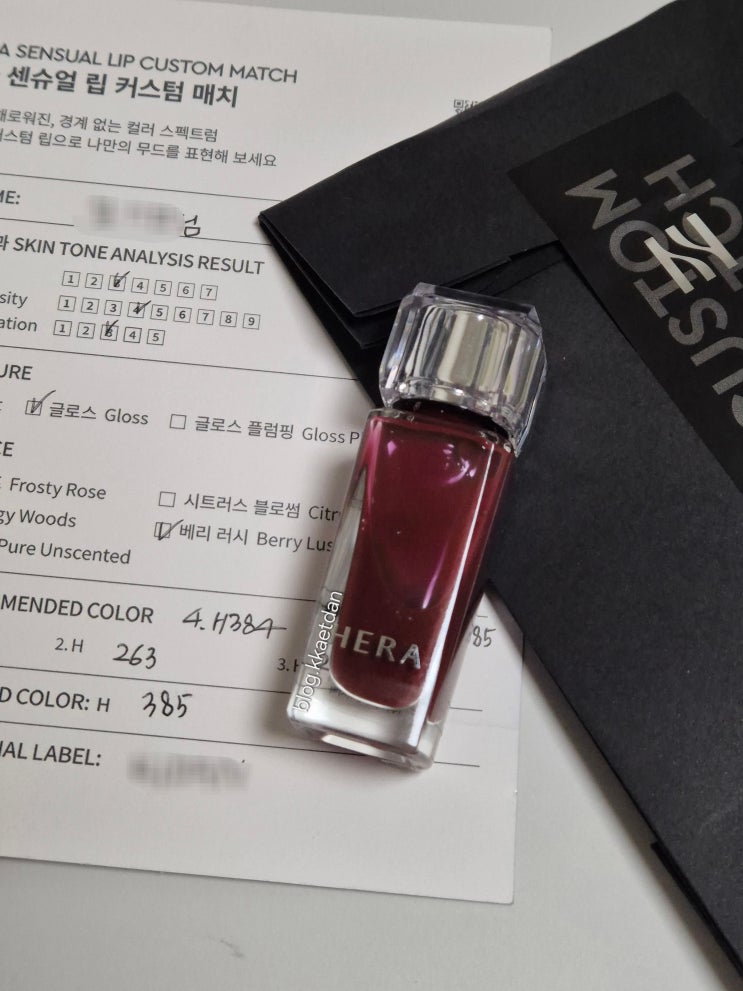 A SENSUAL LIP CUSTOM MATCH
센슈얼 립 커스텀 매치
해로워진, 경계 없는 컬러 스펙트럼
커스텀 립으로 나만의 무드를 표현해 보세요
ME:
님
과 SKIN TONE ANALYSIS RESULT
1 2 3 4 5 6 7
sity 1 2 3 4 5 6 7 8 9
ation 1 2 3 4 5
URE
글로스 Gloss 글로스 플럼핑 Gloss P
CE
Frosty Rose 시트러스 블로썸 Citr
gy Woods 베리 러시 Berry Lus
Pure Unscented
MENDED COLOR 4. H384
2. H 263 3. H 85
D COLOR: H 385
AL LABEL:
HERA
blog.kkaetdan
CUSTOM
MATCH